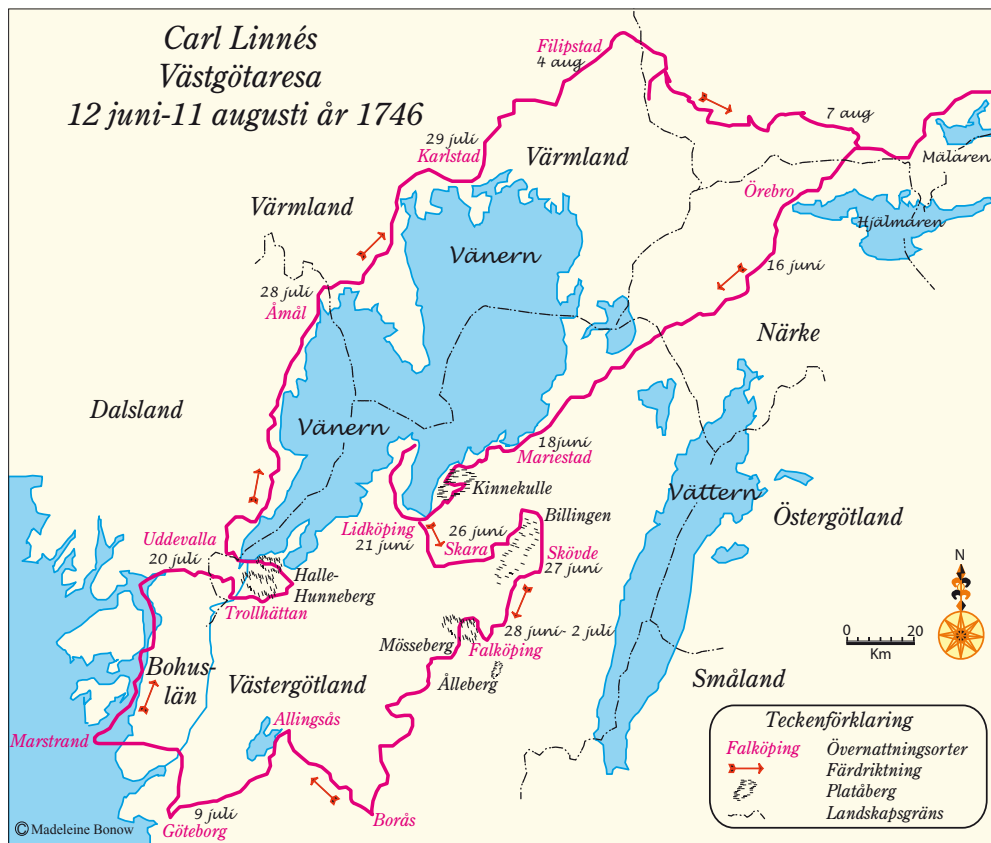 Carl Linnés
Västgötaresa
12 juni-11 augusti år 1746
Filipstad
4 aug
7 aug
29 juli
Karlstad
Värmland
Mälaren
Örebro
Värmland
Hjälmaren
Vänern
16 juni
28 juli
Åmål
Närke
Dalsland
Vänern
18juni
Mariestad
Kinnekulle
Vättern
Östergötland
Billingen
Lidköping
21 juni
26 juni
Skara
Skövde
27 juni
Uddevalla
20 juli
Halle-
Hunneberg
Trollhättan
28 juni- 2 juli
Mösseberg
Falköping
Ålleberg
N
0 20
Km
Bohus-
län
Västergötland
Småland
Allingsås
Marstrand
9 juli
Göteborg
Borås
Teckenförklaring
Falköping Övernattningsorter
Färdriktning
Platåberg
Landskapsgräns
© Madeleine Bonow